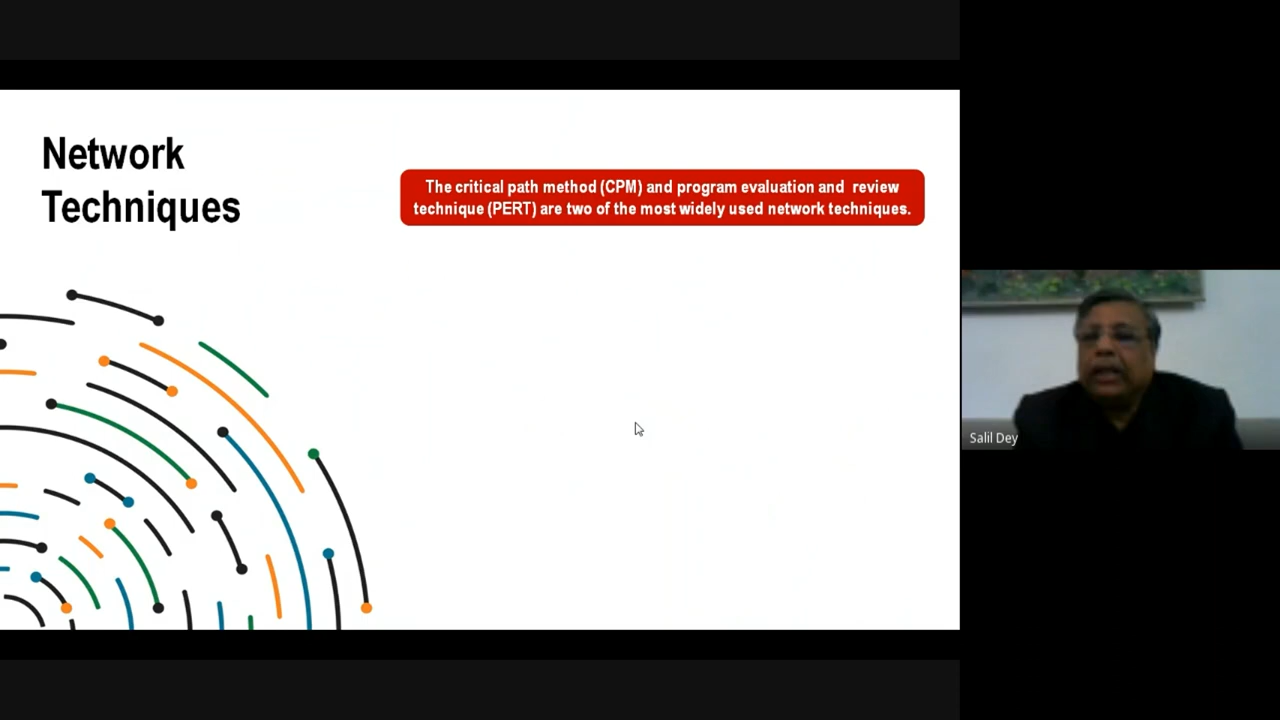 Network
Techniques
The critical path method (CPM) and program evaluation and review
technique (PERT) are two of the most widely used network techniques.
Salil Dey